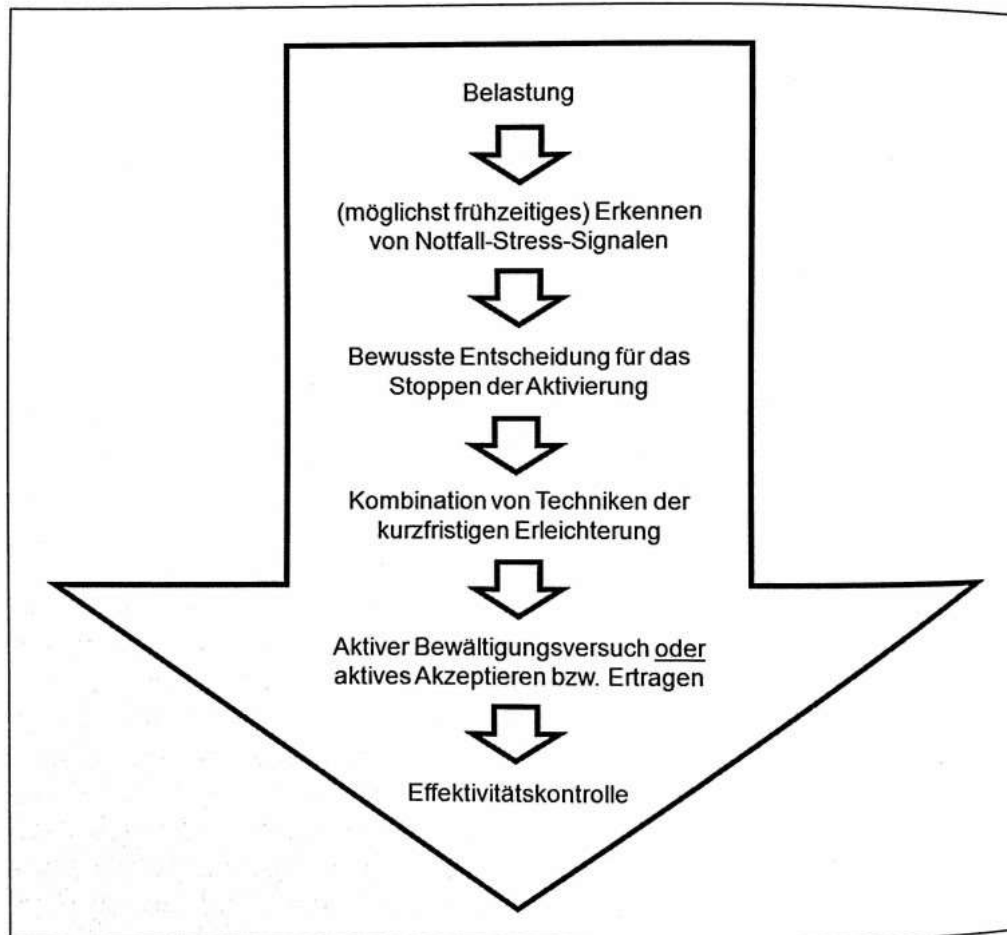 Belastung
(möglichst frühzeitiges) Erkennen
von Notfall-Stress-Signalen
Bewusste Entscheidung für das
Stoppen der Aktivierung
Kombination von Techniken der
kurzfristigen Erleichterung
Aktiver Bewältigungsversuch oder
aktives Akzeptieren bzw. Ertragen
Effektivitätskontrolle